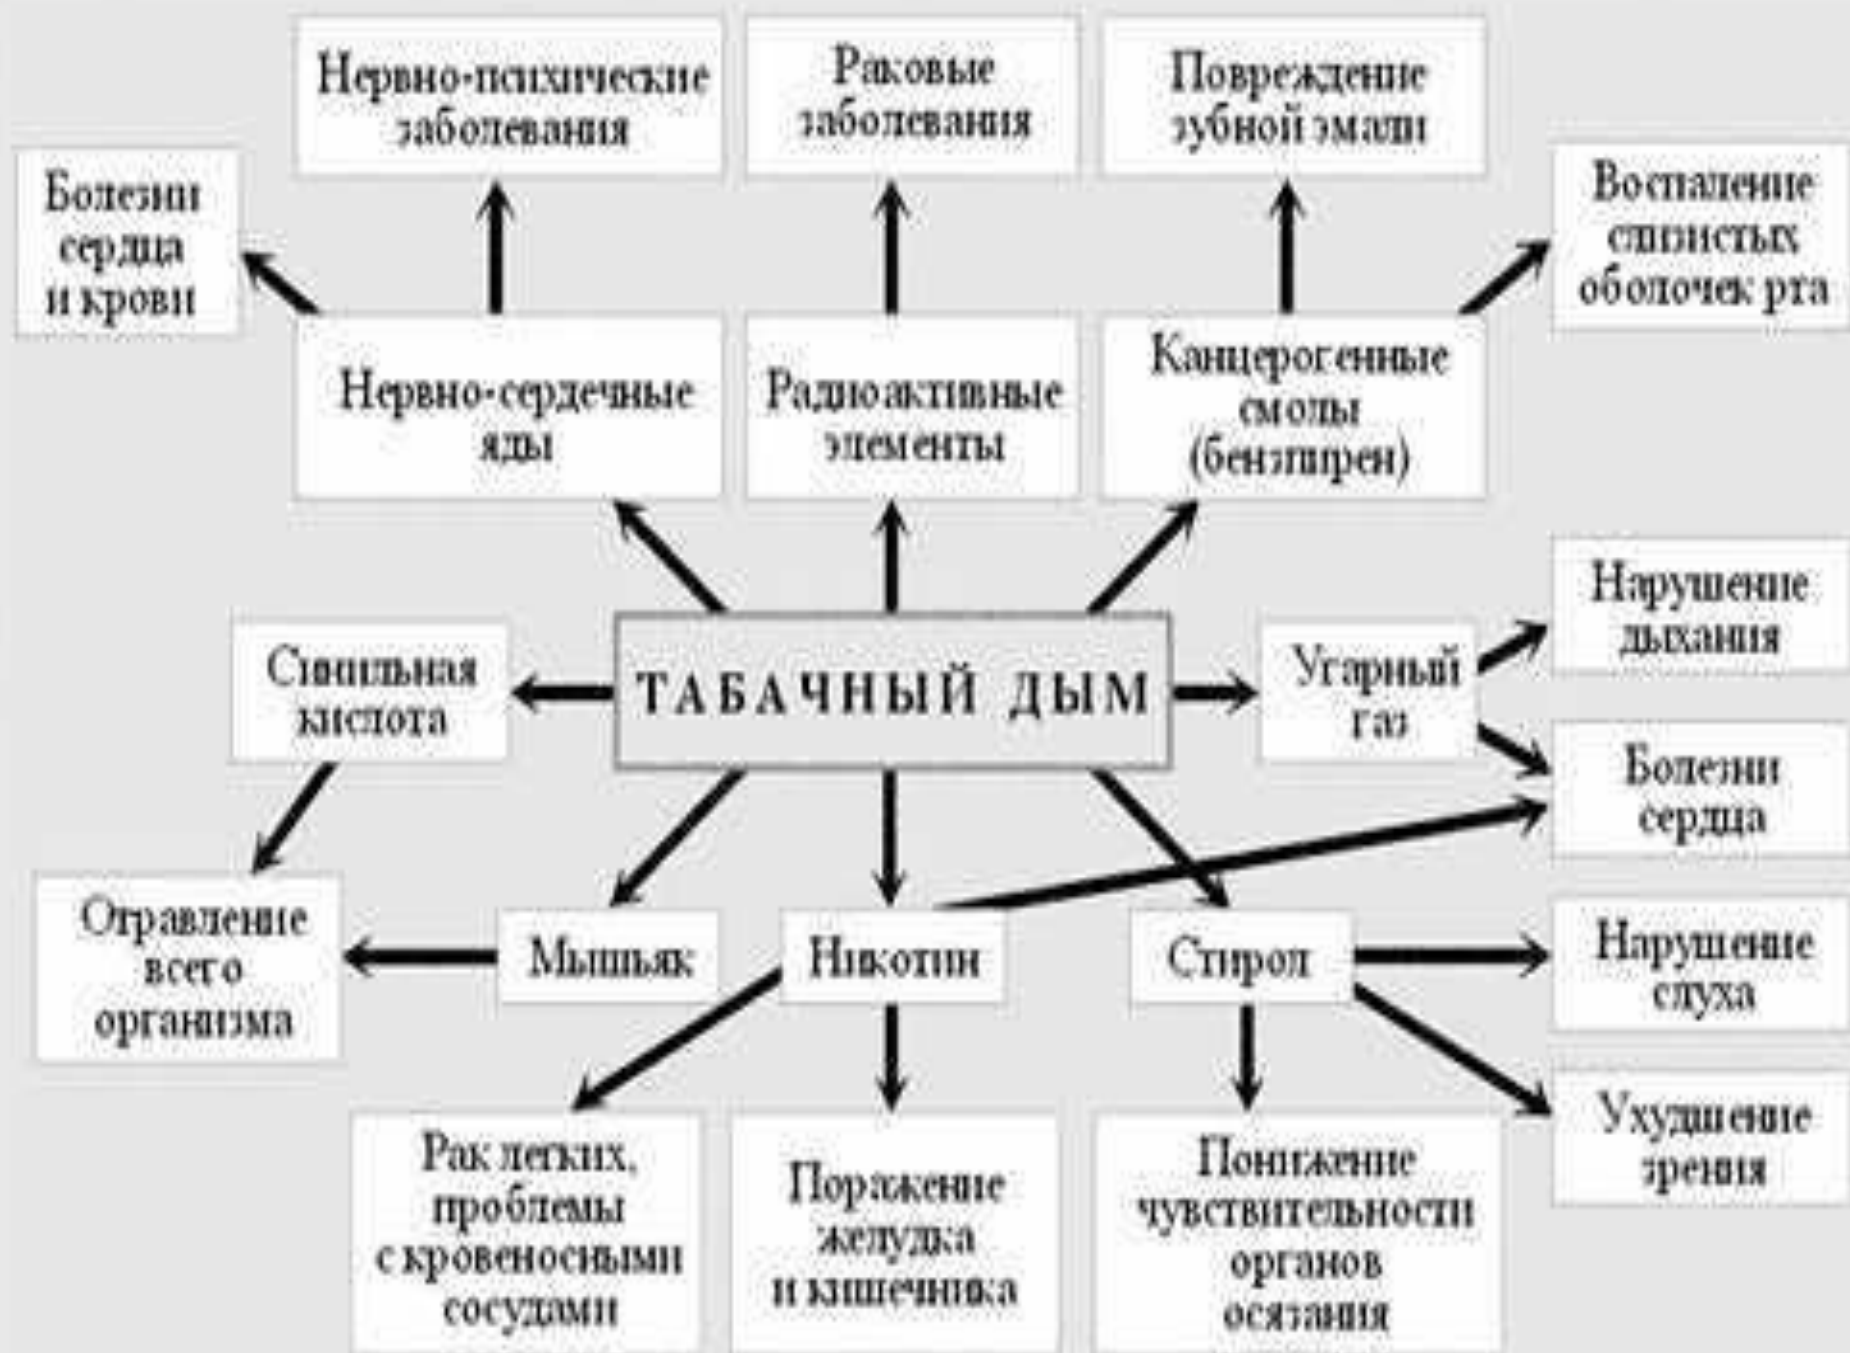 Нервно-психические
заболевания
Раковые
заболевания
Повреждение
зубной эмали
Болезни
сердца
и крови
Воспаление
слизистых
оболочек рта
Нервно-сердечные
яды
Радиоактивные
элементы
Канцерогенные
смолы
(бензпирен)
Синильная
кислота
ТАБАЧНЫЙ ДЫМ
Угарный
газ
Нарушение
дыхания
Болезни
сердца
Отравление
всего
организма
Мышьяк
Никотин
Стирол
Нарушение
слуха
Ухудшение
зрения
Рак легких,
проблемы
с кровеносными
сосудами
Поражение
желудка
и кишечника
Понижение
чувствительности
органов
осязания